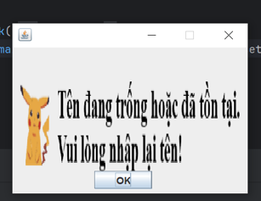 Tên đang trống hoặc đã tồn tại.
Vui lòng nhập lại tên!
OK